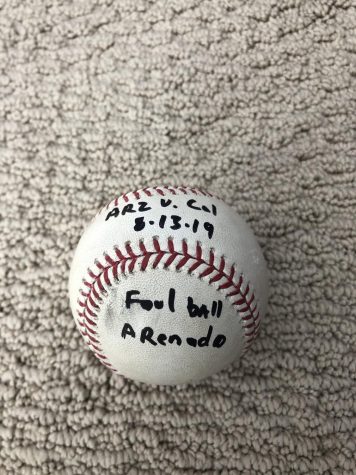 ARZ V. Col
8.13.19
Foul ball
ARenado